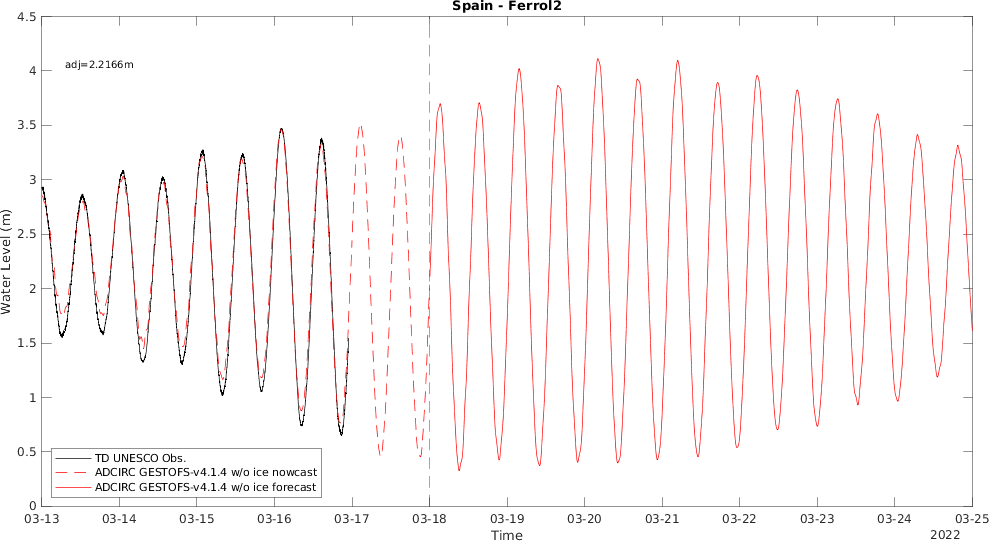 Spain - Ferrol2
adj=2.2166m
4.5
4
3.5
3
2.5
2
1.5
1
0.5
0
Water Level (m)
TD UNESCO Obs.
ADCIRC GESTOFS-v4.1.4 w/o ice nowcast
ADCIRC GESTOFS-v4.1.4 w/o ice forecast
03-13 03-14 03-15 03-16 03-17 03-18 03-19 03-20 03-21 03-22 03-23 03-24 03-25
Time
2022